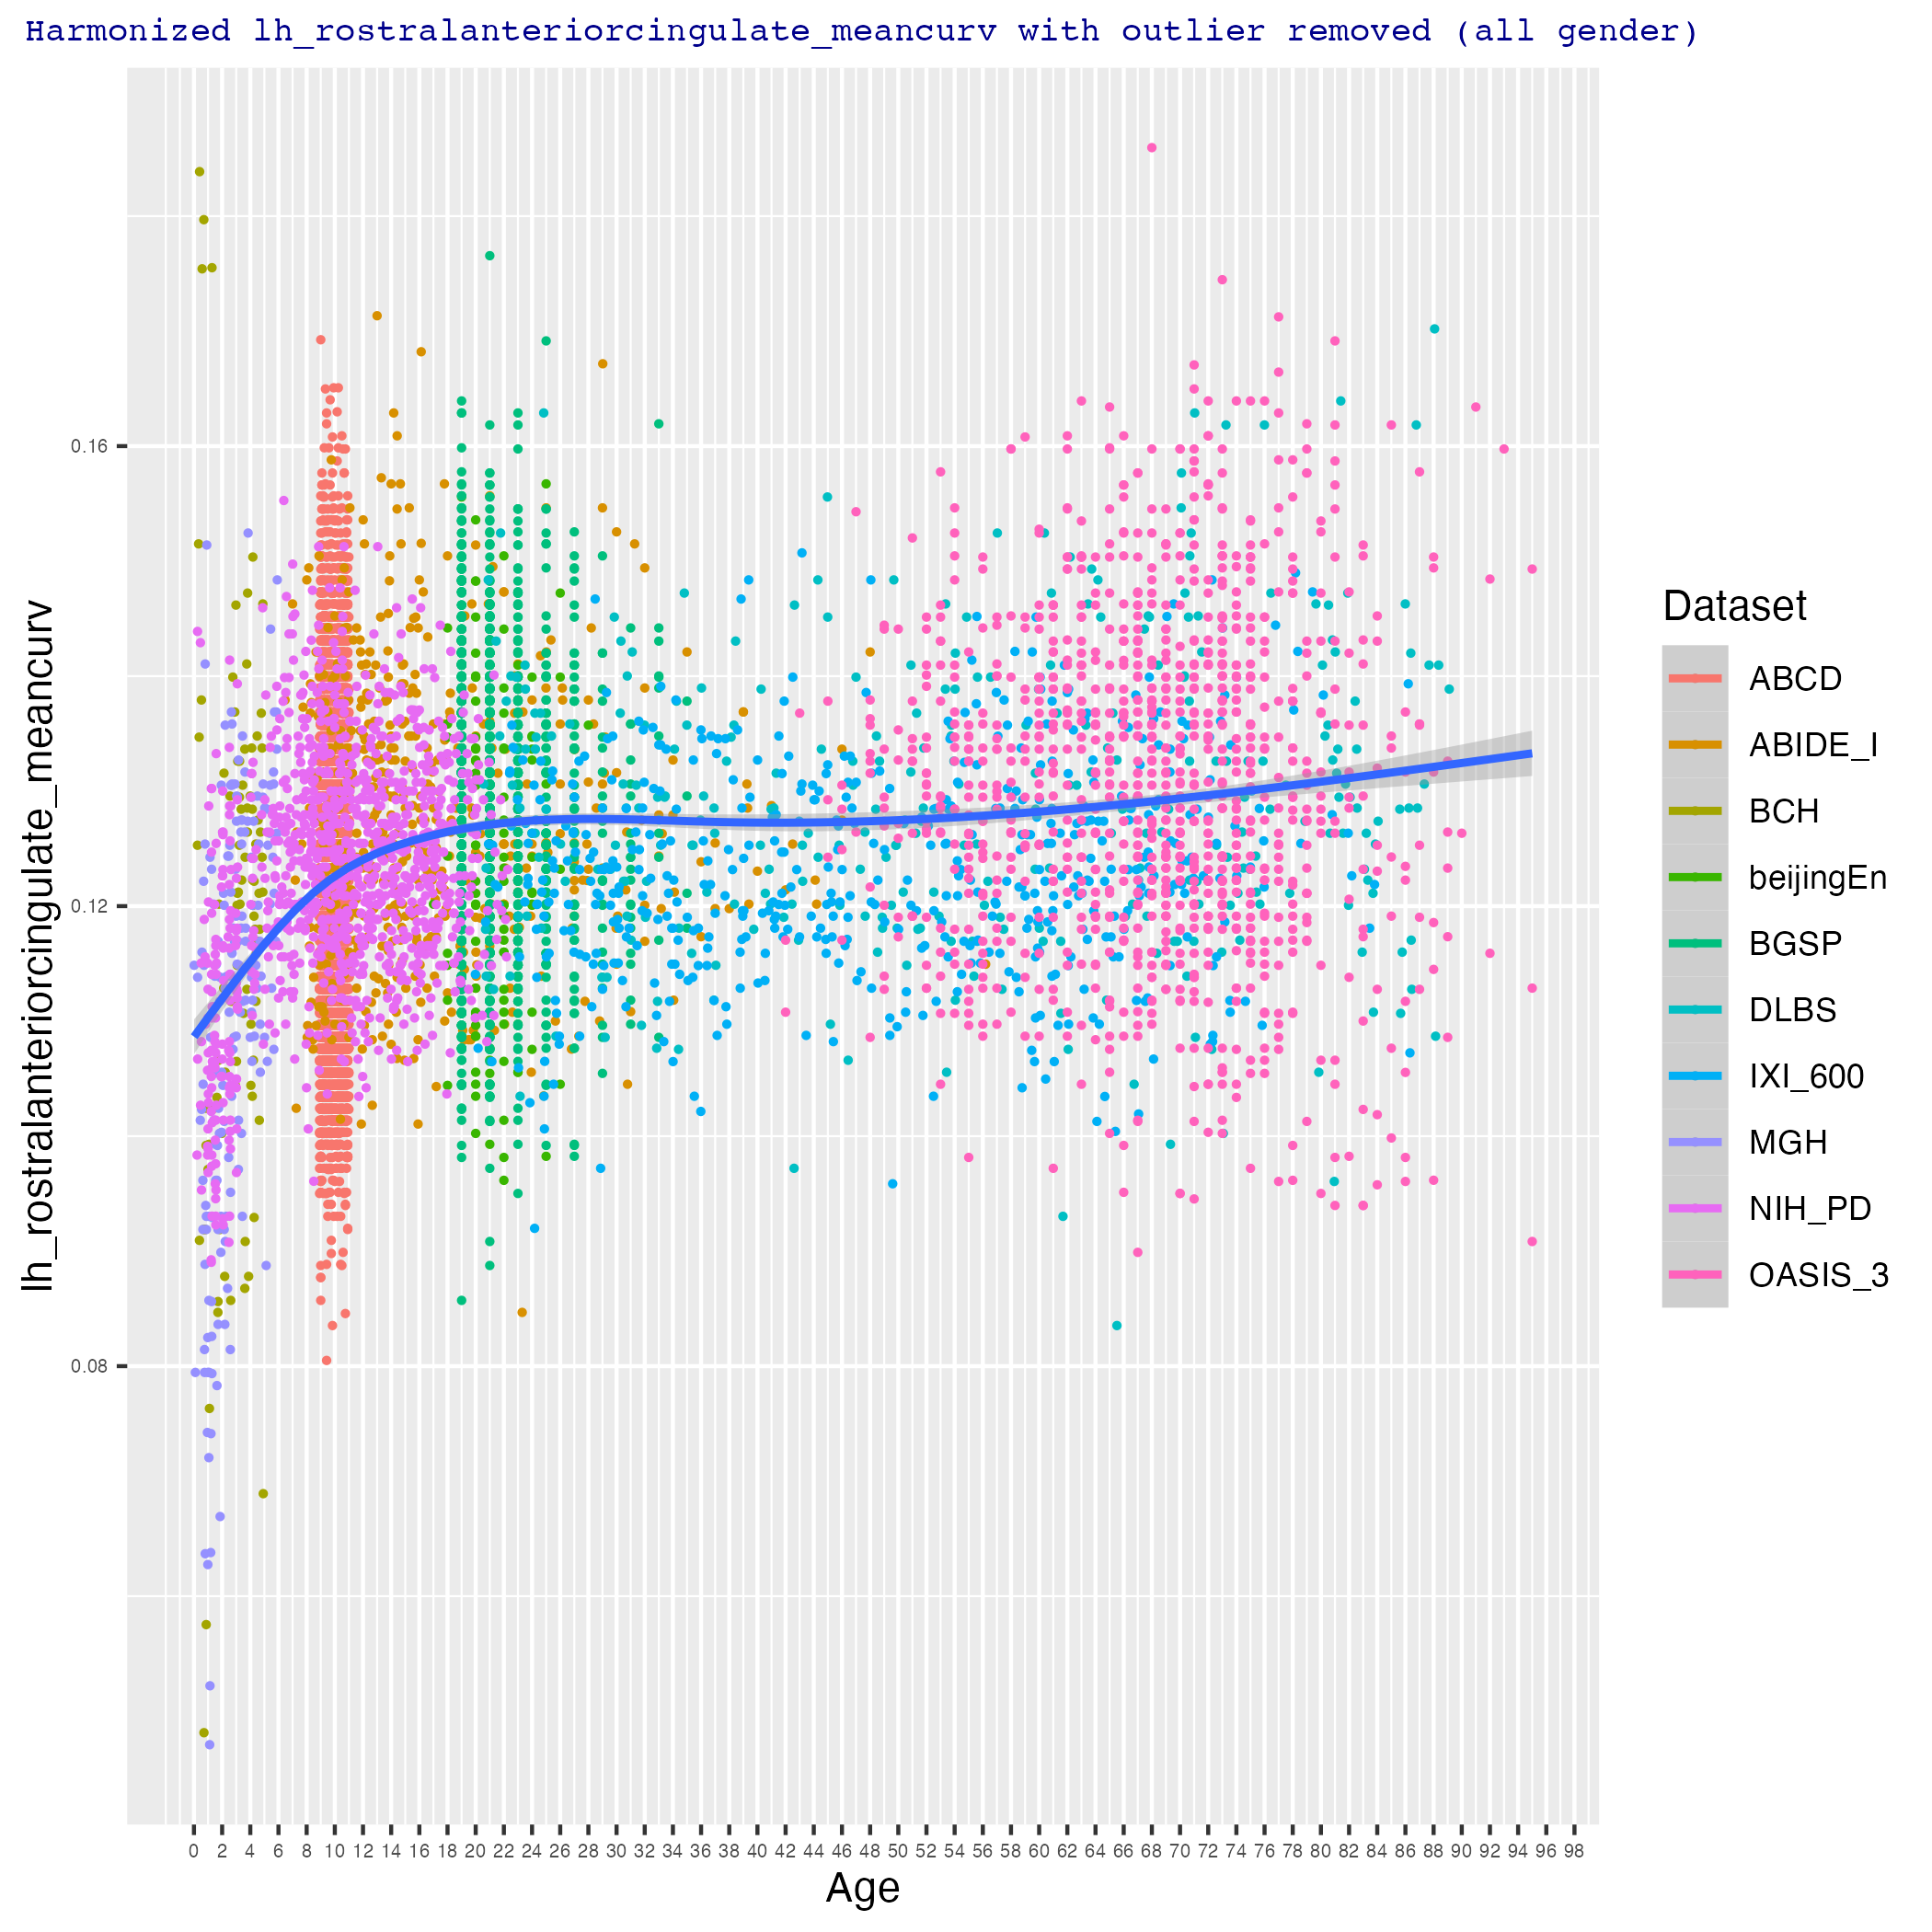 Harmonized lh_rostralanteriorcingulate_meancurv with outlier removed (all gender)
lh_rostralanteriorcingulate_meancurv
0.16
0.12
0.08
0 2 4 6 8 10 12 14 16 18 20 22 24 26 28 30 32 34 36 38 40 42 44 46 48 50 52 54 56 58 60 62 64 66 68 70 72 74 76 78 80 82 84 86 88 90 92 94 96 98
Age
Dataset
ABCD
ABIDE_I
BCH
beijingEn
BGSP
DLBS
IXI_600
MGH
NIH_PD
OASIS_3